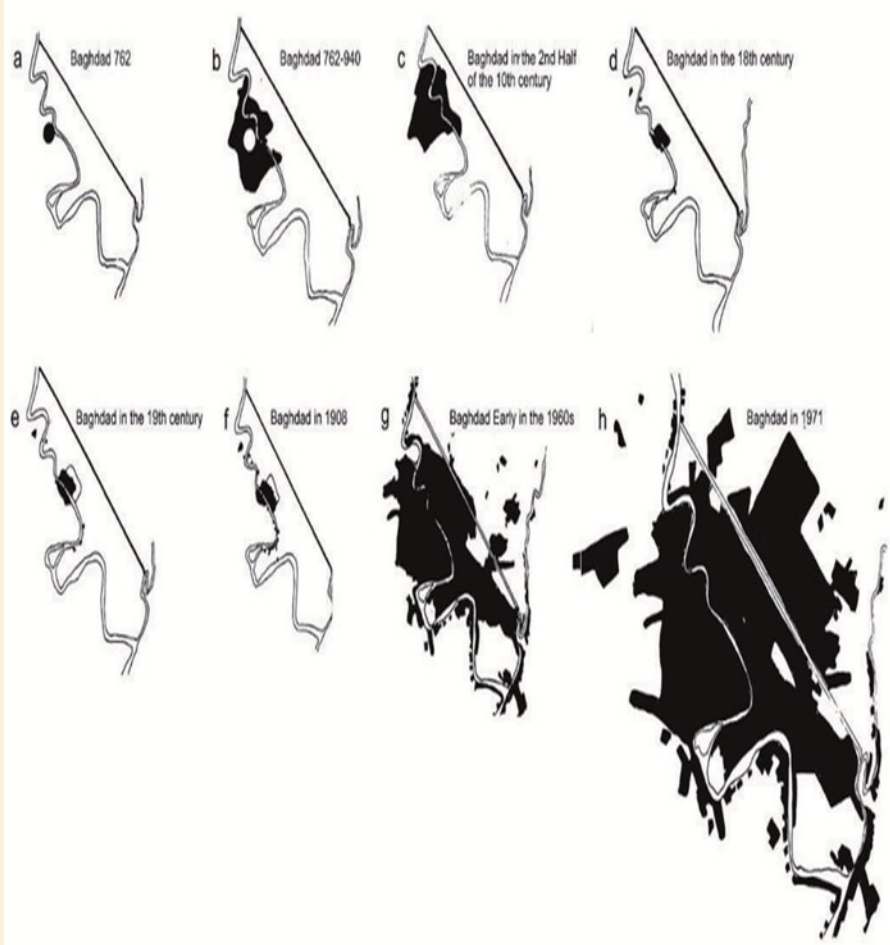 a Baghdad 762
b Baghdad 762-940
c Baghdad in the 2nd Half
of the 10th century
d Baghdad in the 18th century
e Baghdad in the 19th century
f Baghdad in 1908
g Baghdad Early in the 1960s
h Baghdad in 1971